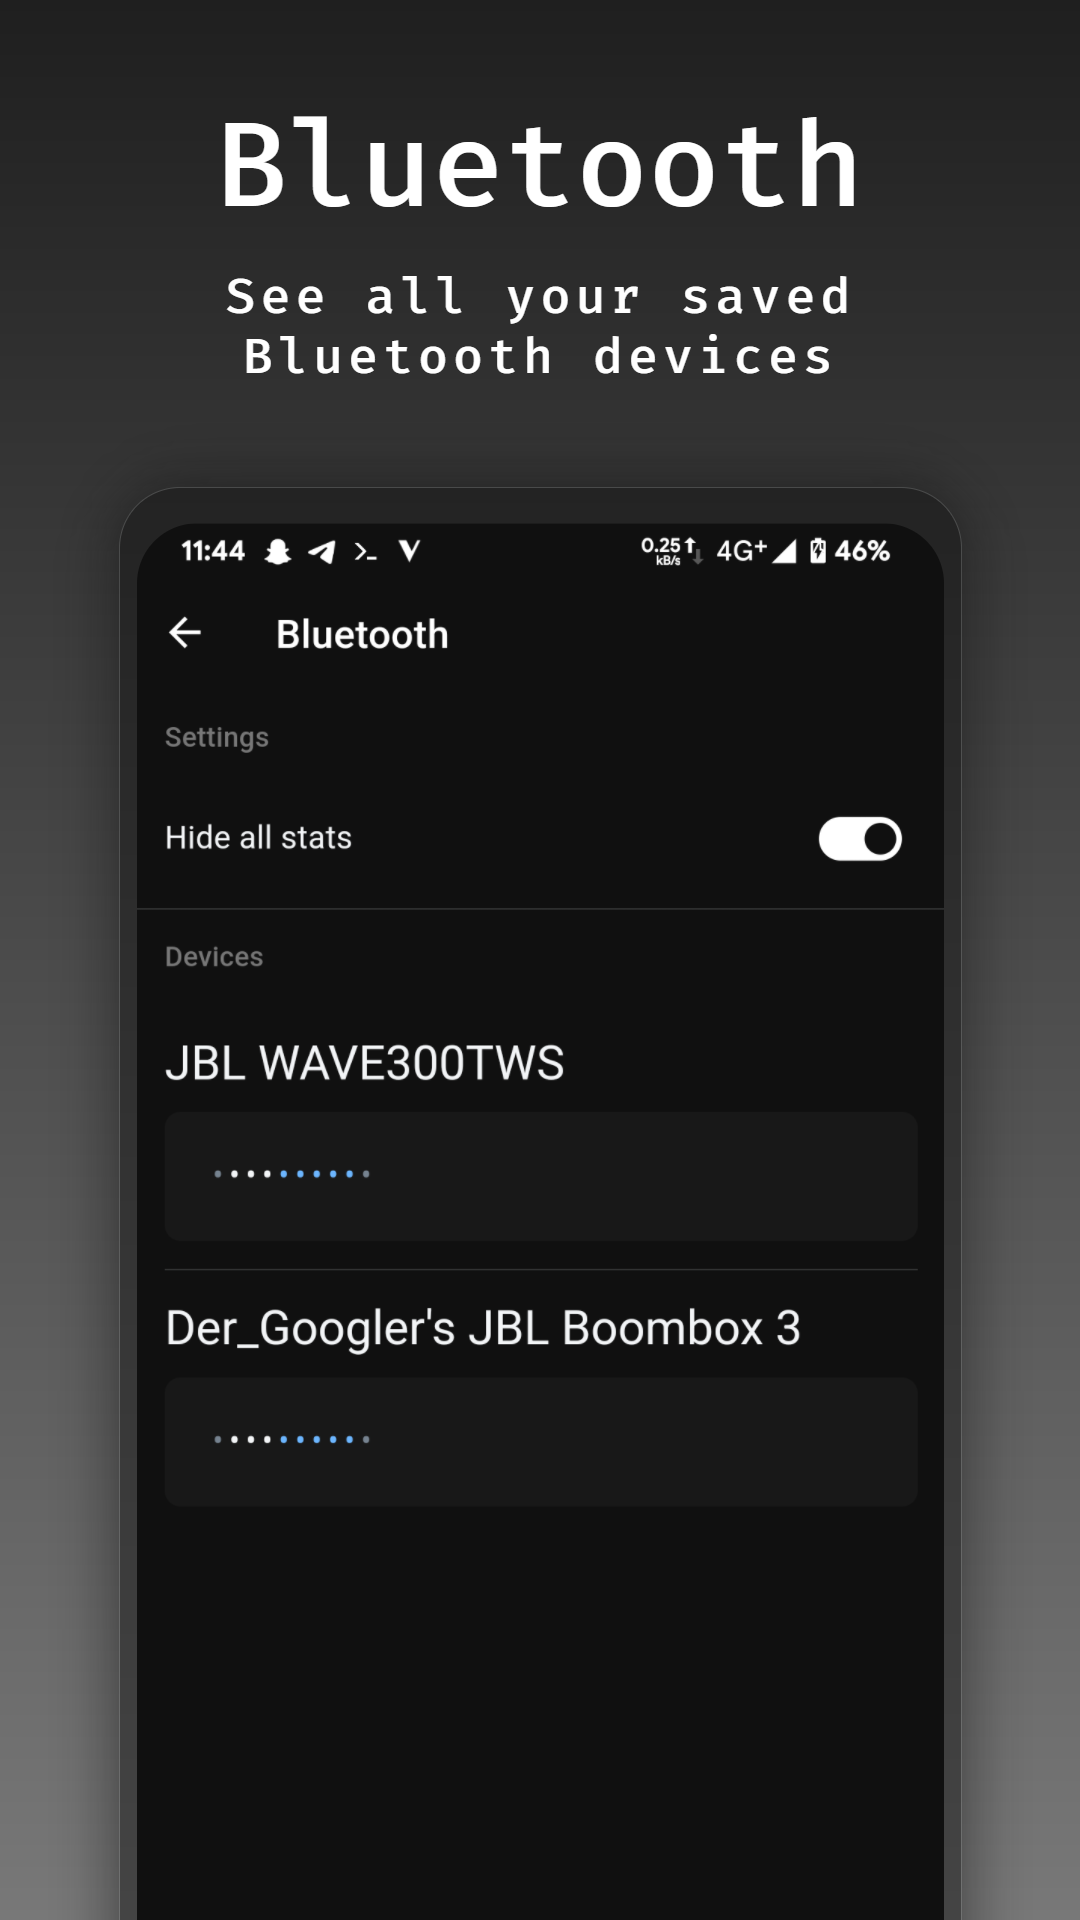 Bluetooth
See all your saved
Bluetooth devices
11:44 0.25 kB/s 4G+ 46%
Bluetooth
Settings
Hide all stats
Devices
JBL WAVE300TWS
Der_Googler's JBL Boombox 3